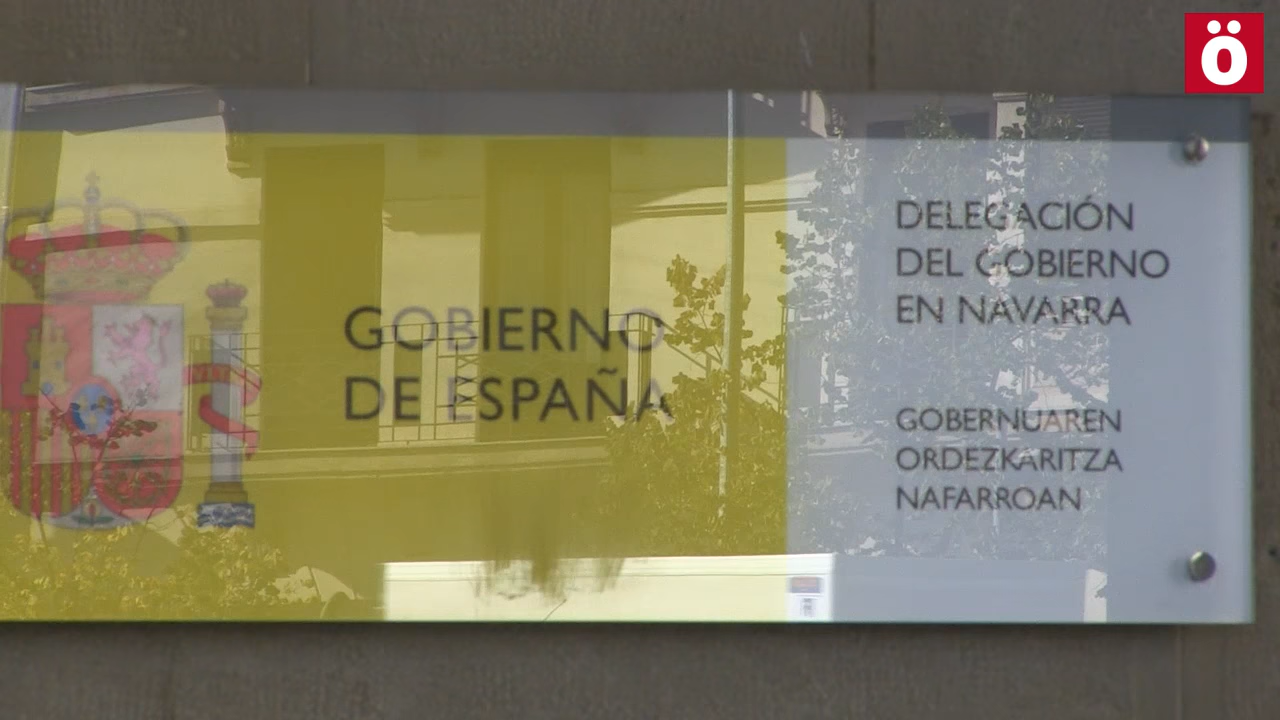 ö
GOBIERNO
DE ESPAÑA
DELEGACIÓN
DEL GOBIERNO
EN NAVARRA
GOBERNUAREN
ORDEZKARITZA
NAFARROAN